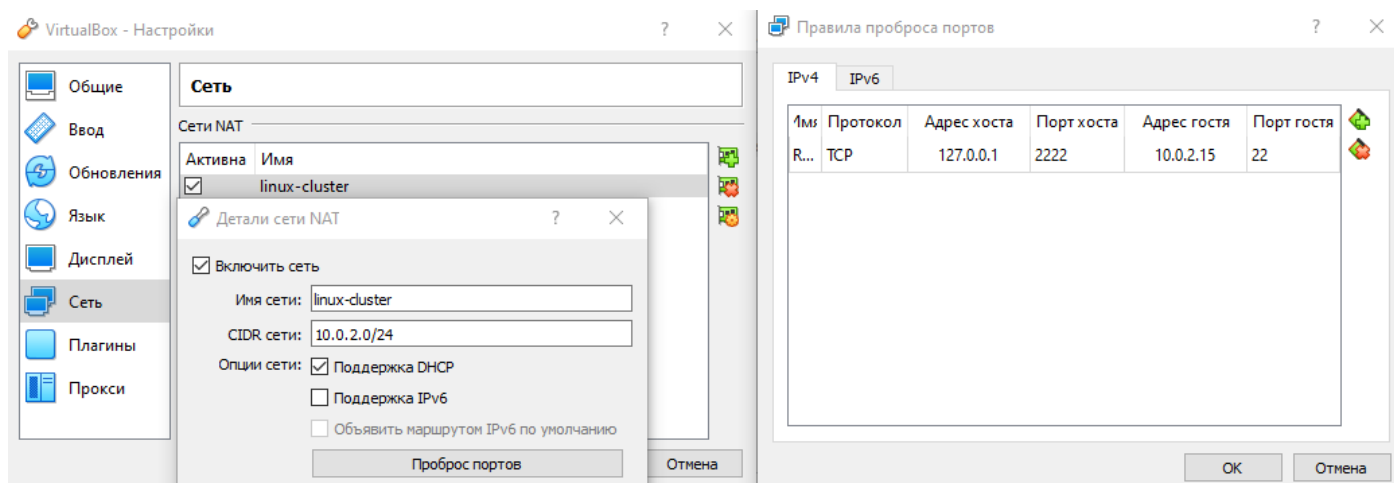 VirtualBox - Настройки
Общие
Ввод
Обновления
Язык
Дисплей
Сеть
Плагины
Прокси
Сеть
Сети NAT
Активна Имя
linux-cluster
Детали сети NAT
Включить сеть
Имя сети: linux-cluster
CIDR сети: 10.0.2.0/24
Опции сети: Поддержка DHCP
Поддержка IPv6
Объявить маршрутом IPv6 по умолчанию
Проброс портов
Отмена
Правила проброса портов
IPv4 IPv6
Имя Протокол Адрес хоста Порт хоста Адрес гостя Порт гостя
R... TCP 127.0.0.1 2222 10.0.2.15 22
OK Отмена